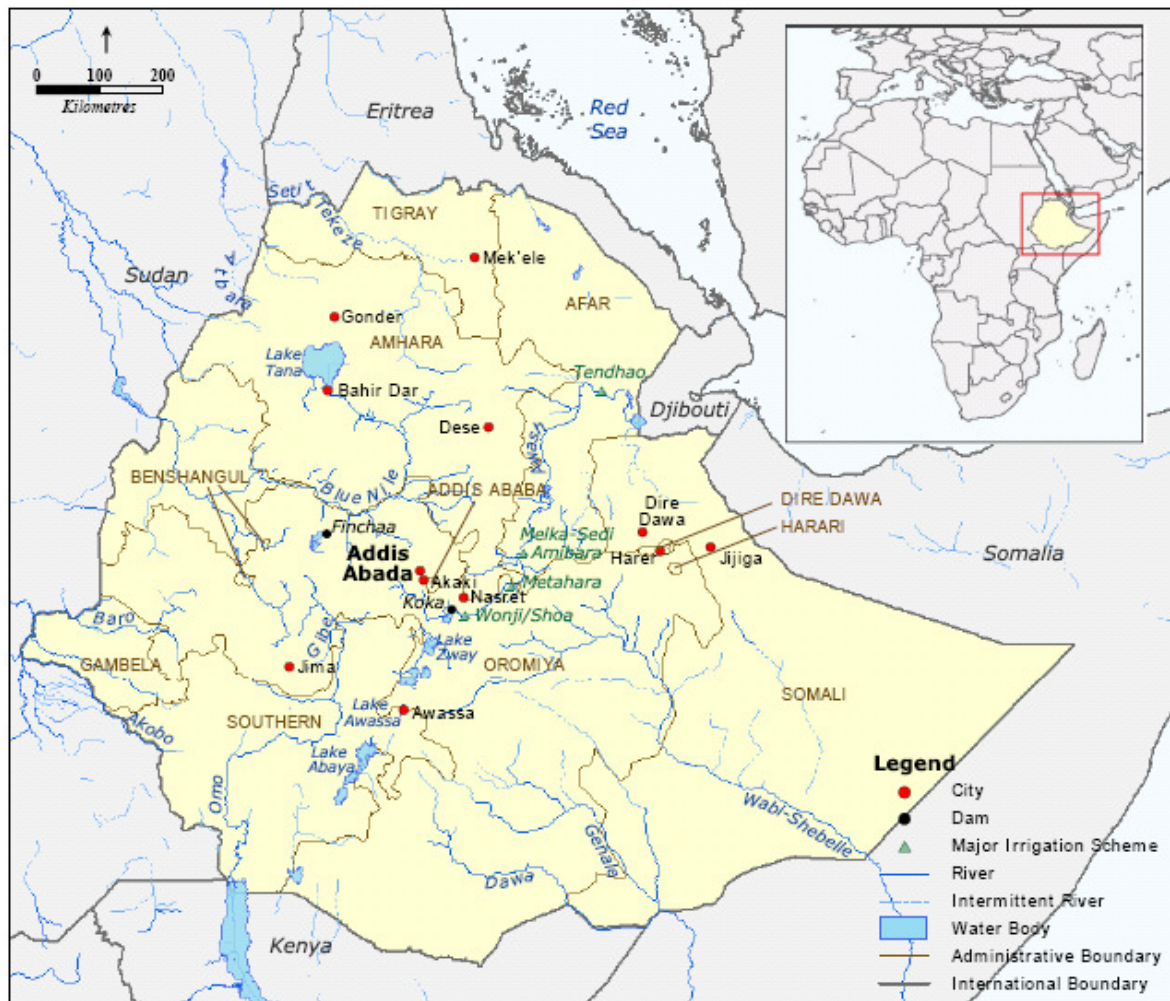 0 100 200
Kilometres
Eritrea
Red
Sea
Seti
Tekeze
TIGRAY
Sudan
Atb
ara
Mek'ele
AFAR
Gonder
AMHARA
Lake
Tana
Bahir Dar
Tendhao
Djibouti
Dese
Awash
BENSHANGUL
Blue Nile
ADDIS ABABA
DIRE DAWA
HARARI
Dire
Dawa
Finchaa
Melka-Sedi
Amibara
Harer
Jijiga
Somalia
Addis
Abada
Akaki
Metahara
Koka
Nasret
Wonji/Shoa
Baro
Gibe
Lake
Zway
GAMBELA
Jima
OROMIYA
SOMALI
Akobo
SOUTHERN
Lake
Awassa
Awassa
Lake
Abaya
Omo
Genale
Wabi-Shebelle
Dawa
Kenya
Legend
City
Dam
Major Irrigation Scheme
River
Intermittent River
Water Body
Administrative Boundary
International Boundary